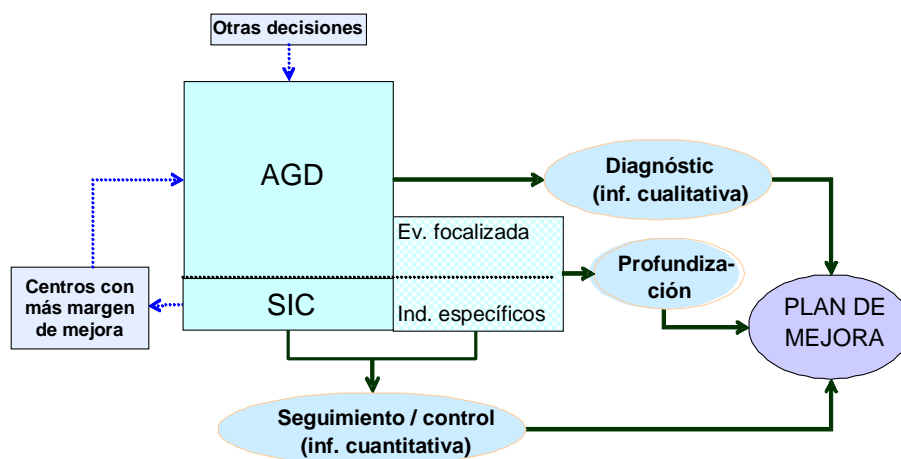 Otras decisiones
AGD
Diagnóstic
(inf. cualitativa)
Ev. focalizada
Profundiza-
ción
Centros con
más margen
de mejora
SIC
Ind. específicos
PLAN DE
MEJORA
Seguimiento / control
(inf. cuantitativa)